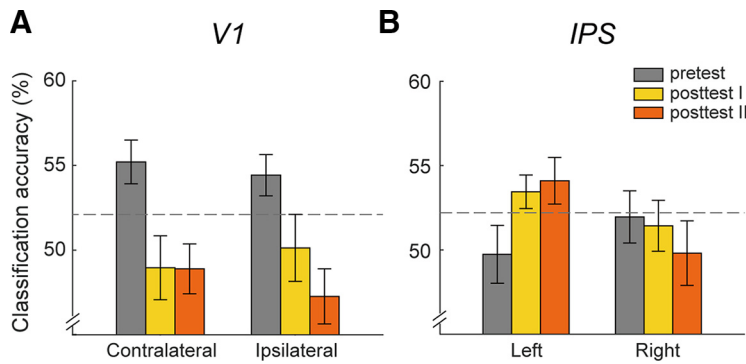 A
V1
Classification accuracy (%)
60
55
50
Contralateral
Ipsilateral
B
IPS
60
55
50
pretest
posttest I
posttest II
Left
Right